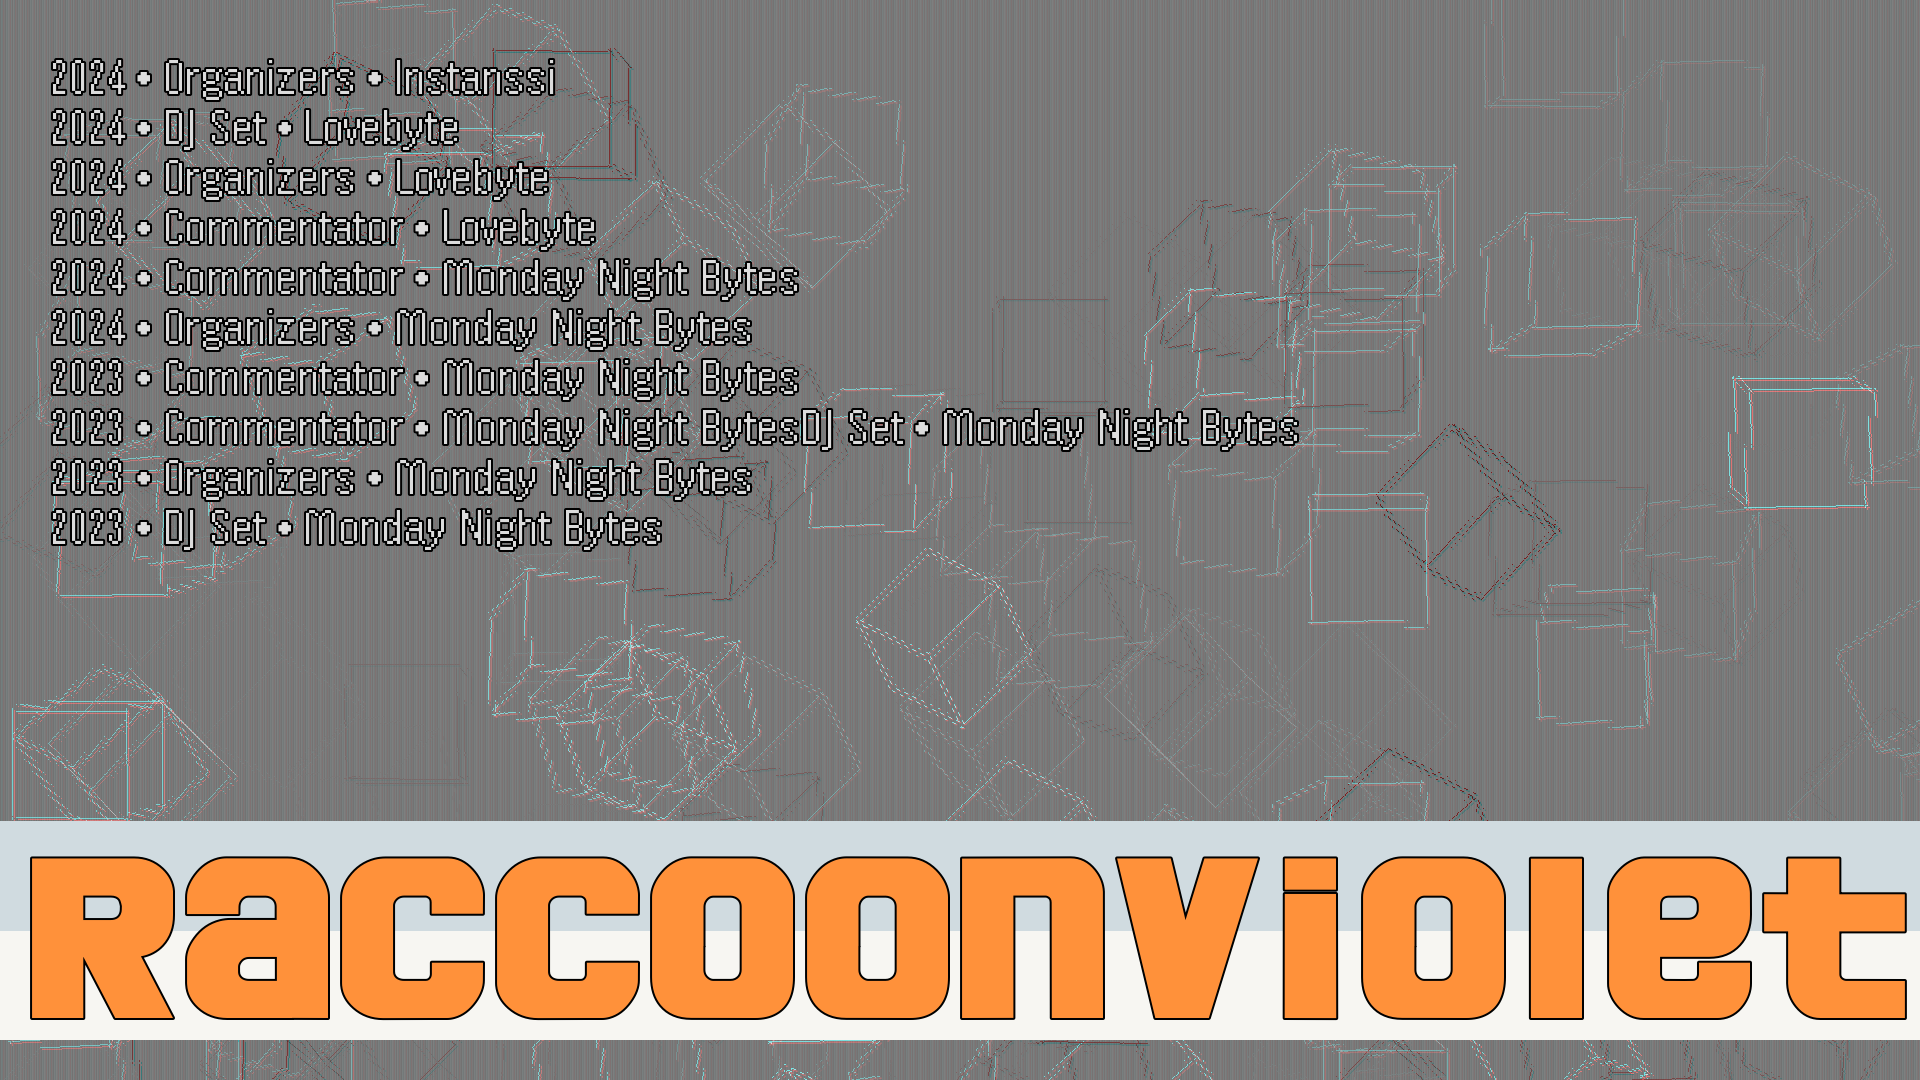 2024 • Organizers • Instanssi
2024 • DJ Set • Lovebyte
2024 • Organizers • Lovebyte
2024 • Commentator • Lovebyte
2024 • Commentator • Monday Night Bytes
2024 • Organizers • Monday Night Bytes
2023 • Commentator • Monday Night Bytes
2023 • Commentator • Monday Night BytesDJ Set • Monday Night Bytes
2023 • Organizers • Monday Night Bytes
2023 • DJ Set • Monday Night Bytes
RaccoonViolet